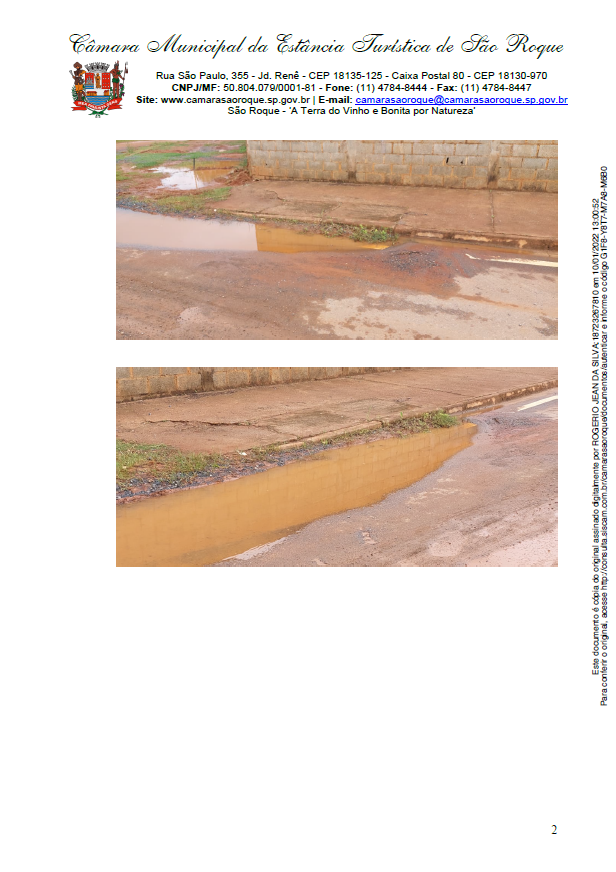 Câmara Municipal da Estância Turística de São Roque
Rua São Paulo, 355 - Jd. Renê - CEP 18135-125 - Caixa Postal 80 - CEP 18130-970
CNPJ/MF: 50.804.079/0001-81 - Fone: (11) 4784-8444 - Fax: (11) 4784-8447
Site: www.camarasaoroque.sp.gov.br | E-mail: camarasaoroque@camarasaoroque.sp.gov.br
São Roque - 'A Terra do Vinho e Bonita por Natureza'
Este documento é cópia do original assinado digitalmente por ROGERIO JEAN DA SILVA:18723267810 em 10/01/2022 13:00:52.
Para conferir o original, acesse http://consulta.siscam.com.br/camarasaoroque/documentos/autenticar e informe o código G1F8-Y8T7-M7A8-M6B0
2